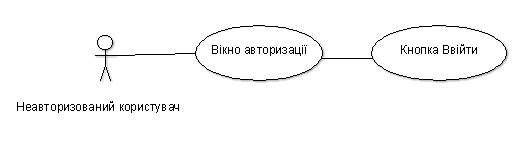 Вікно авторизації
Кнопка Ввійти
Неавторизований користувач